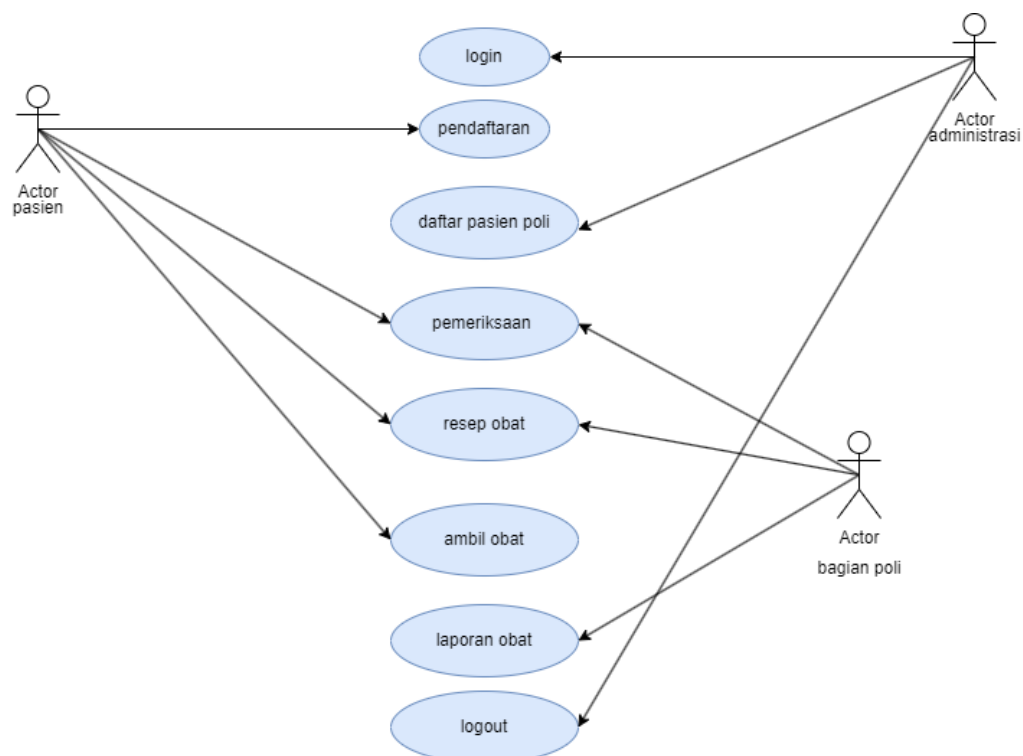 login
Actor
administrasi
pendaftaran
Actor
pasien
daftar pasien poli
pemeriksaan
resep obat
ambil obat
Actor
bagian poli
laporan obat
logout